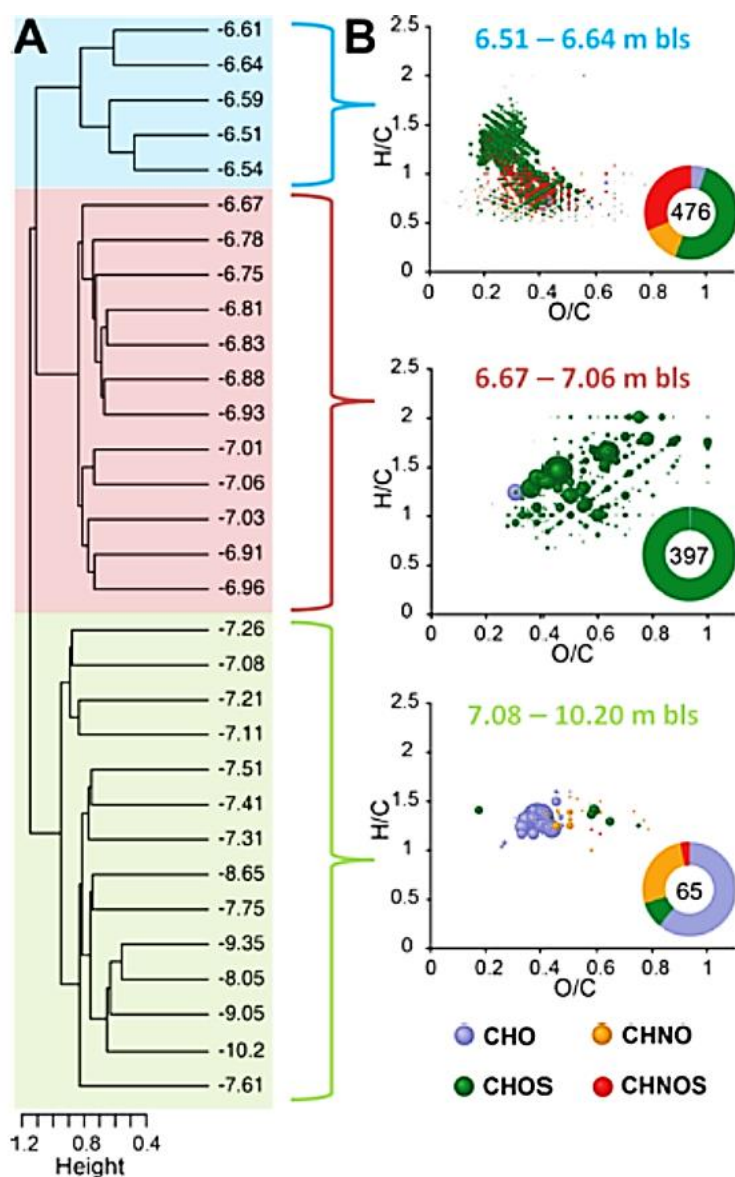 A
-6.61
-6.64
-6.59
-6.51
-6.54
-6.67
-6.78
-6.75
-6.81
-6.83
-6.88
-6.93
-7.01
-7.06
-7.03
-6.91
-6.96
-7.26
-7.08
-7.21
-7.11
-7.51
-7.41
-7.31
-8.65
-7.75
-9.35
-8.05
-9.05
-10.2
-7.61
1.2 0.8 0.4
Height
B
6.51 – 6.64 m bls
2.5
2
1.5
1
0.5
0
H/C
476
0 0.2 0.4 0.6 0.8 1
O/C
6.67 – 7.06 m bls
2.5
2
1.5
1
0.5
0
H/C
397
0 0.2 0.4 0.6 0.8 1
O/C
7.08 – 10.20 m bls
2.5
2
1.5
1
0.5
0
H/C
65
0 0.2 0.4 0.6 0.8 1
O/C
CHO CHNO
CHOS CHNOS